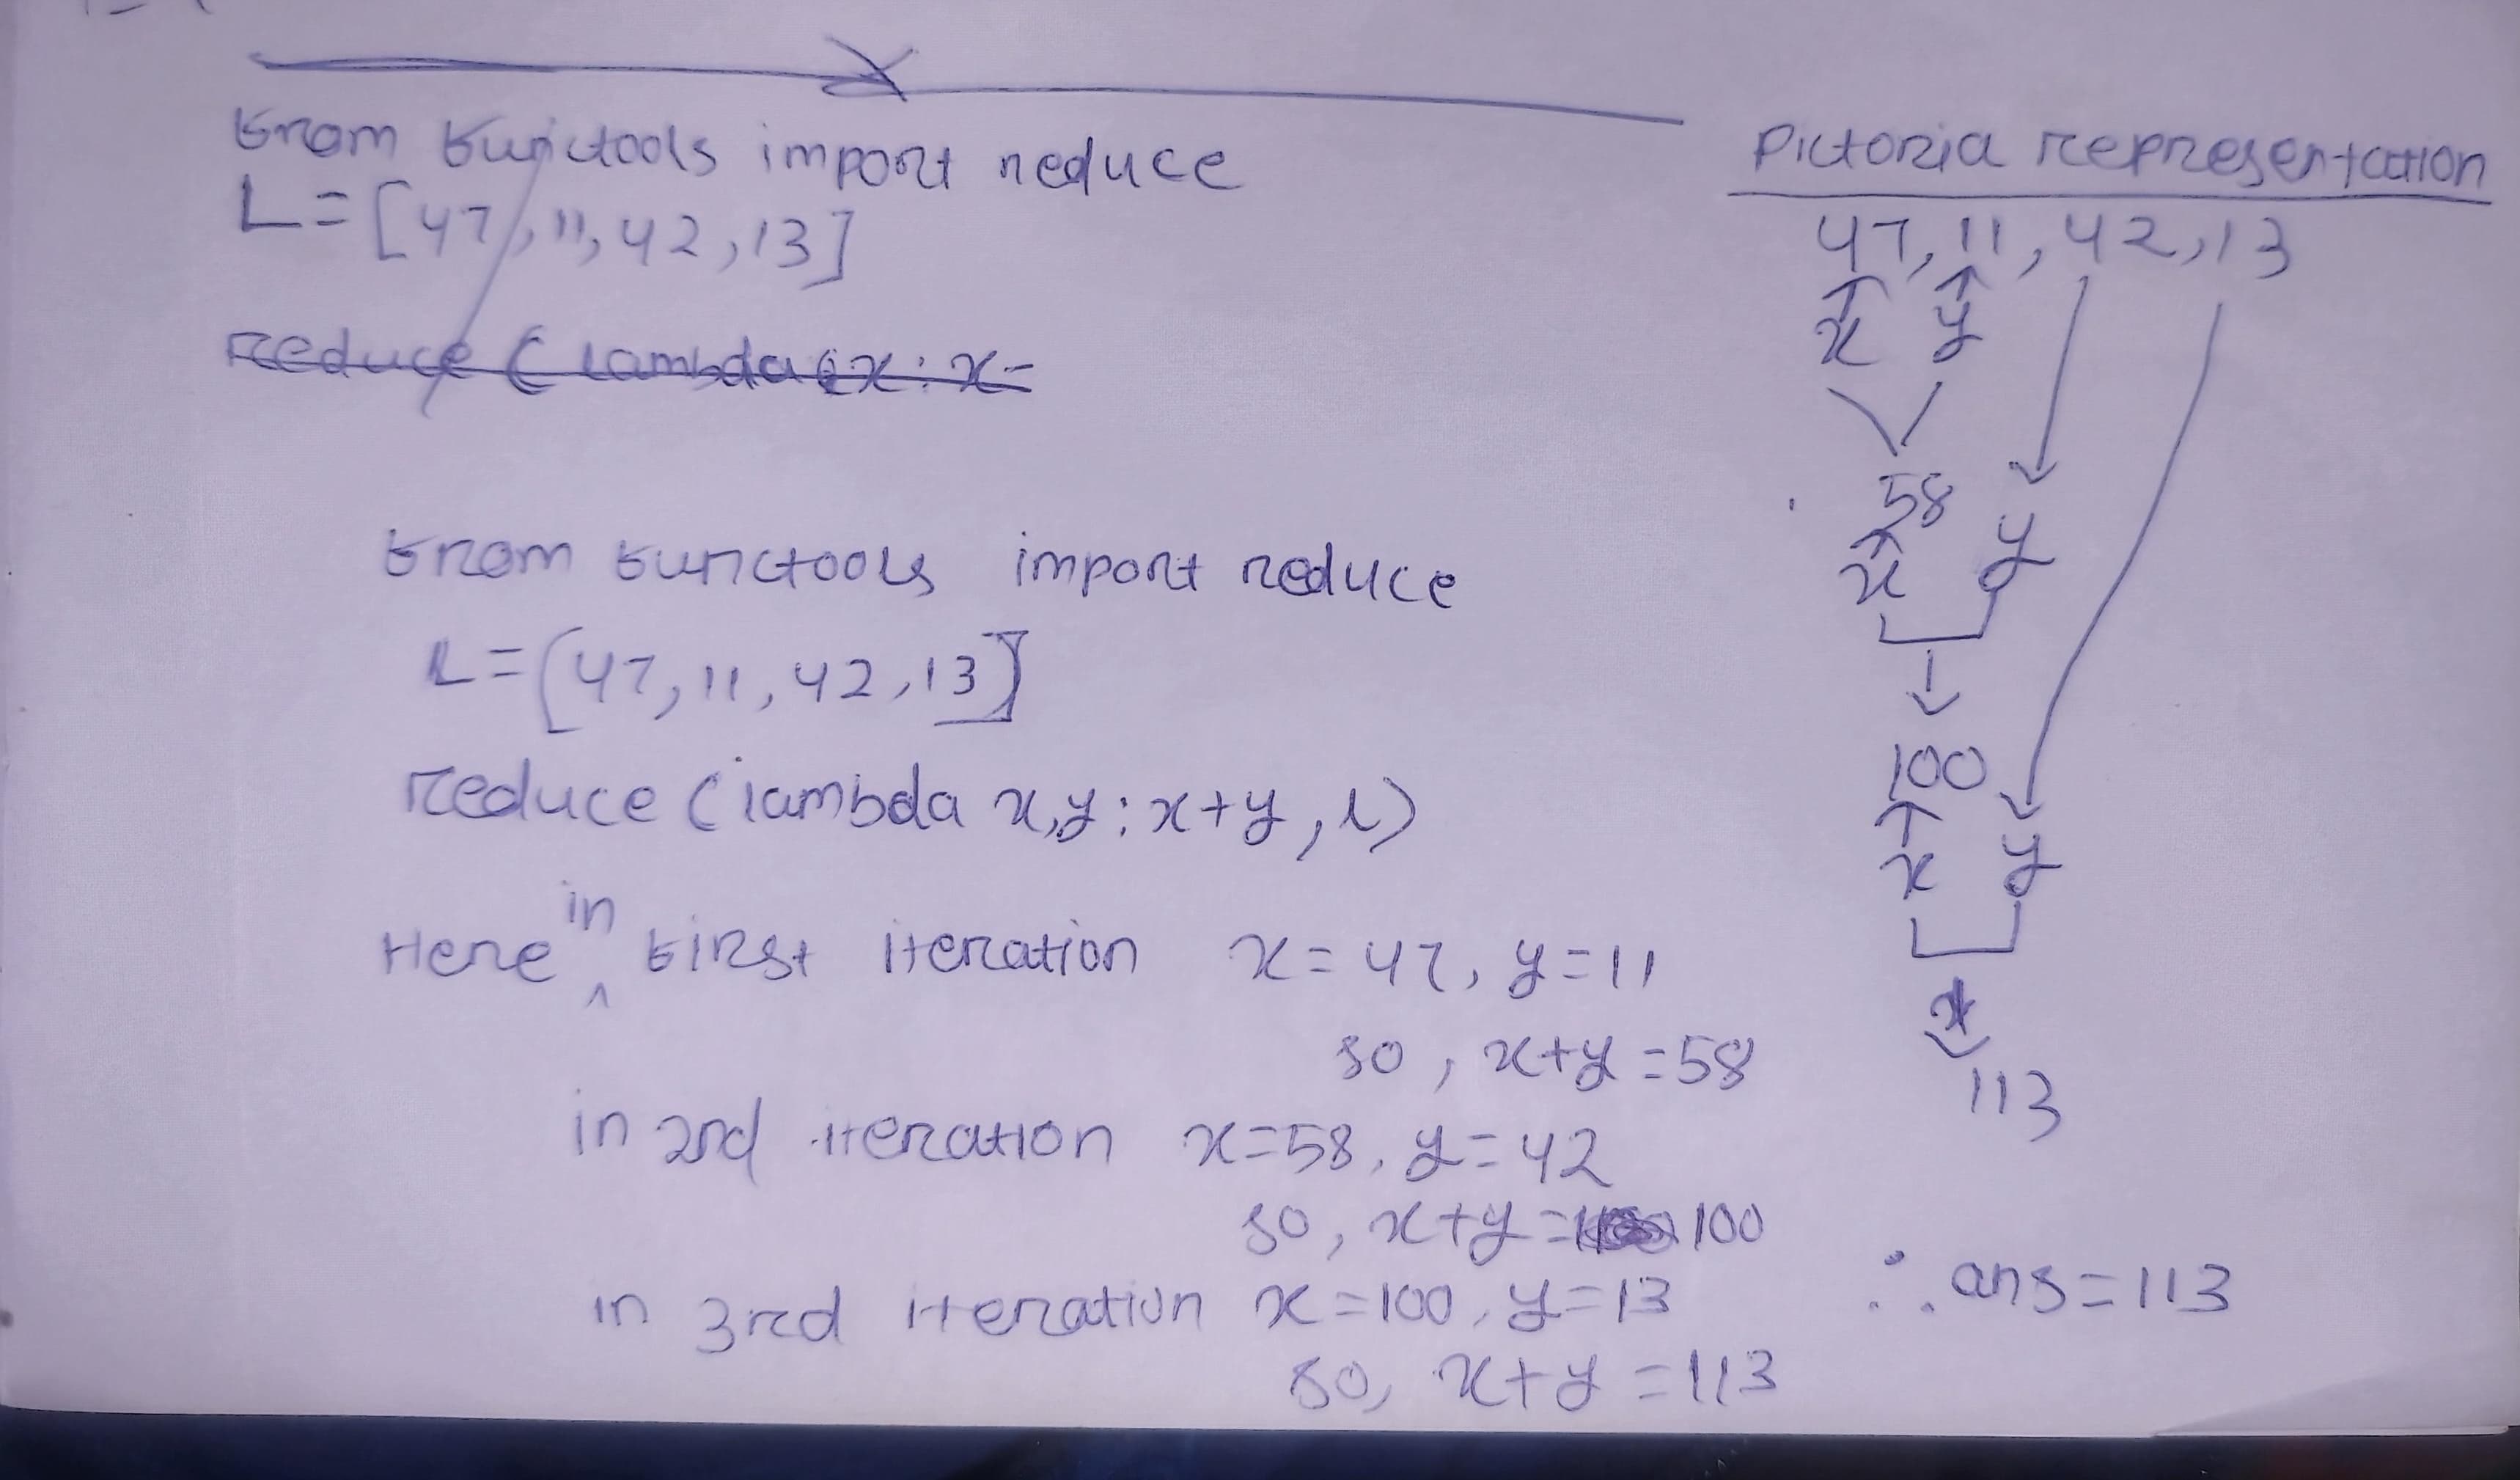 from functools import reduce
L=[47,11,42,13]
reduce (lambda x: x-
from functools import reduce
L=[47,11,42,13]
reduce (lambda x,y: x+y, l)
Here in first iteration x=47, y=11
so, x+y=58
in 2nd iteration x=58, y=42
so, x+y= 100
in 3rd iteration x=100, y=13
so, x+y=113
Pictoria representation
47,11,42,13
x y
58
x y
100
x y
113
∴ ans=113